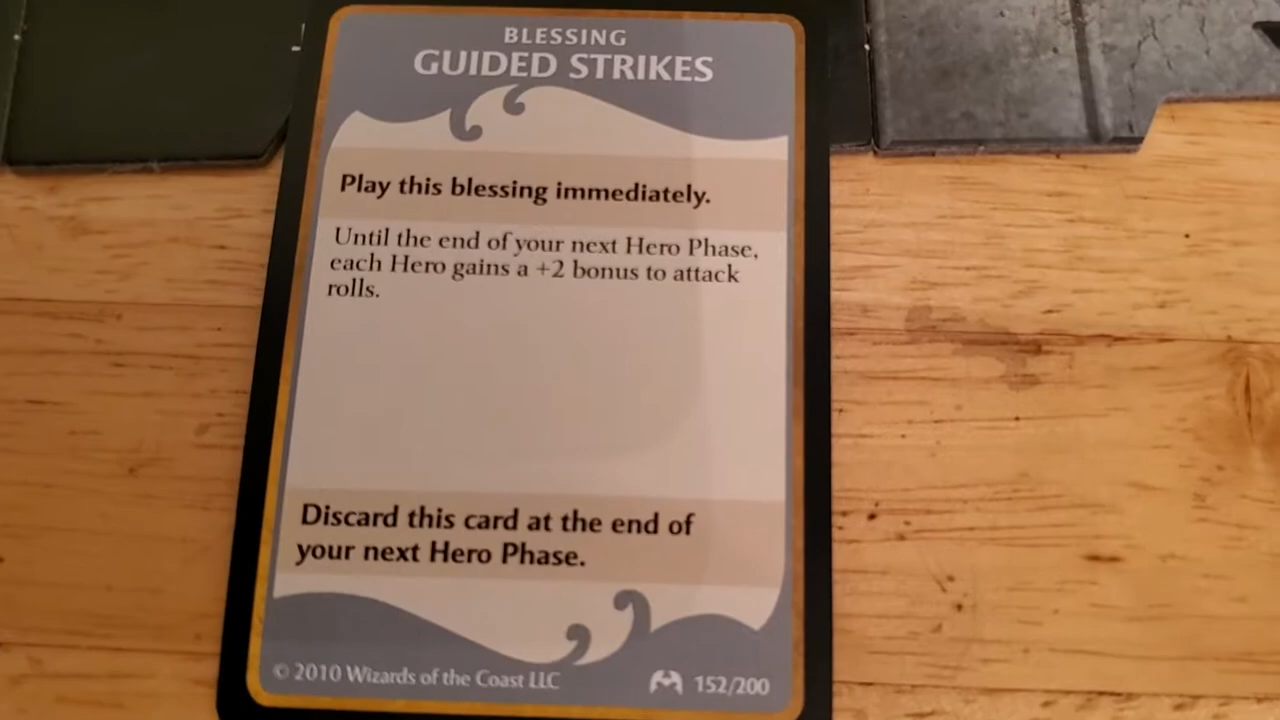 BLESSING
GUIDED STRIKES
Play this blessing immediately.
Until the end of your next Hero Phase,
each Hero gains a +2 bonus to attack
rolls.
Discard this card at the end of
your next Hero Phase.
© 2010 Wizards of the Coast LLC
152/200